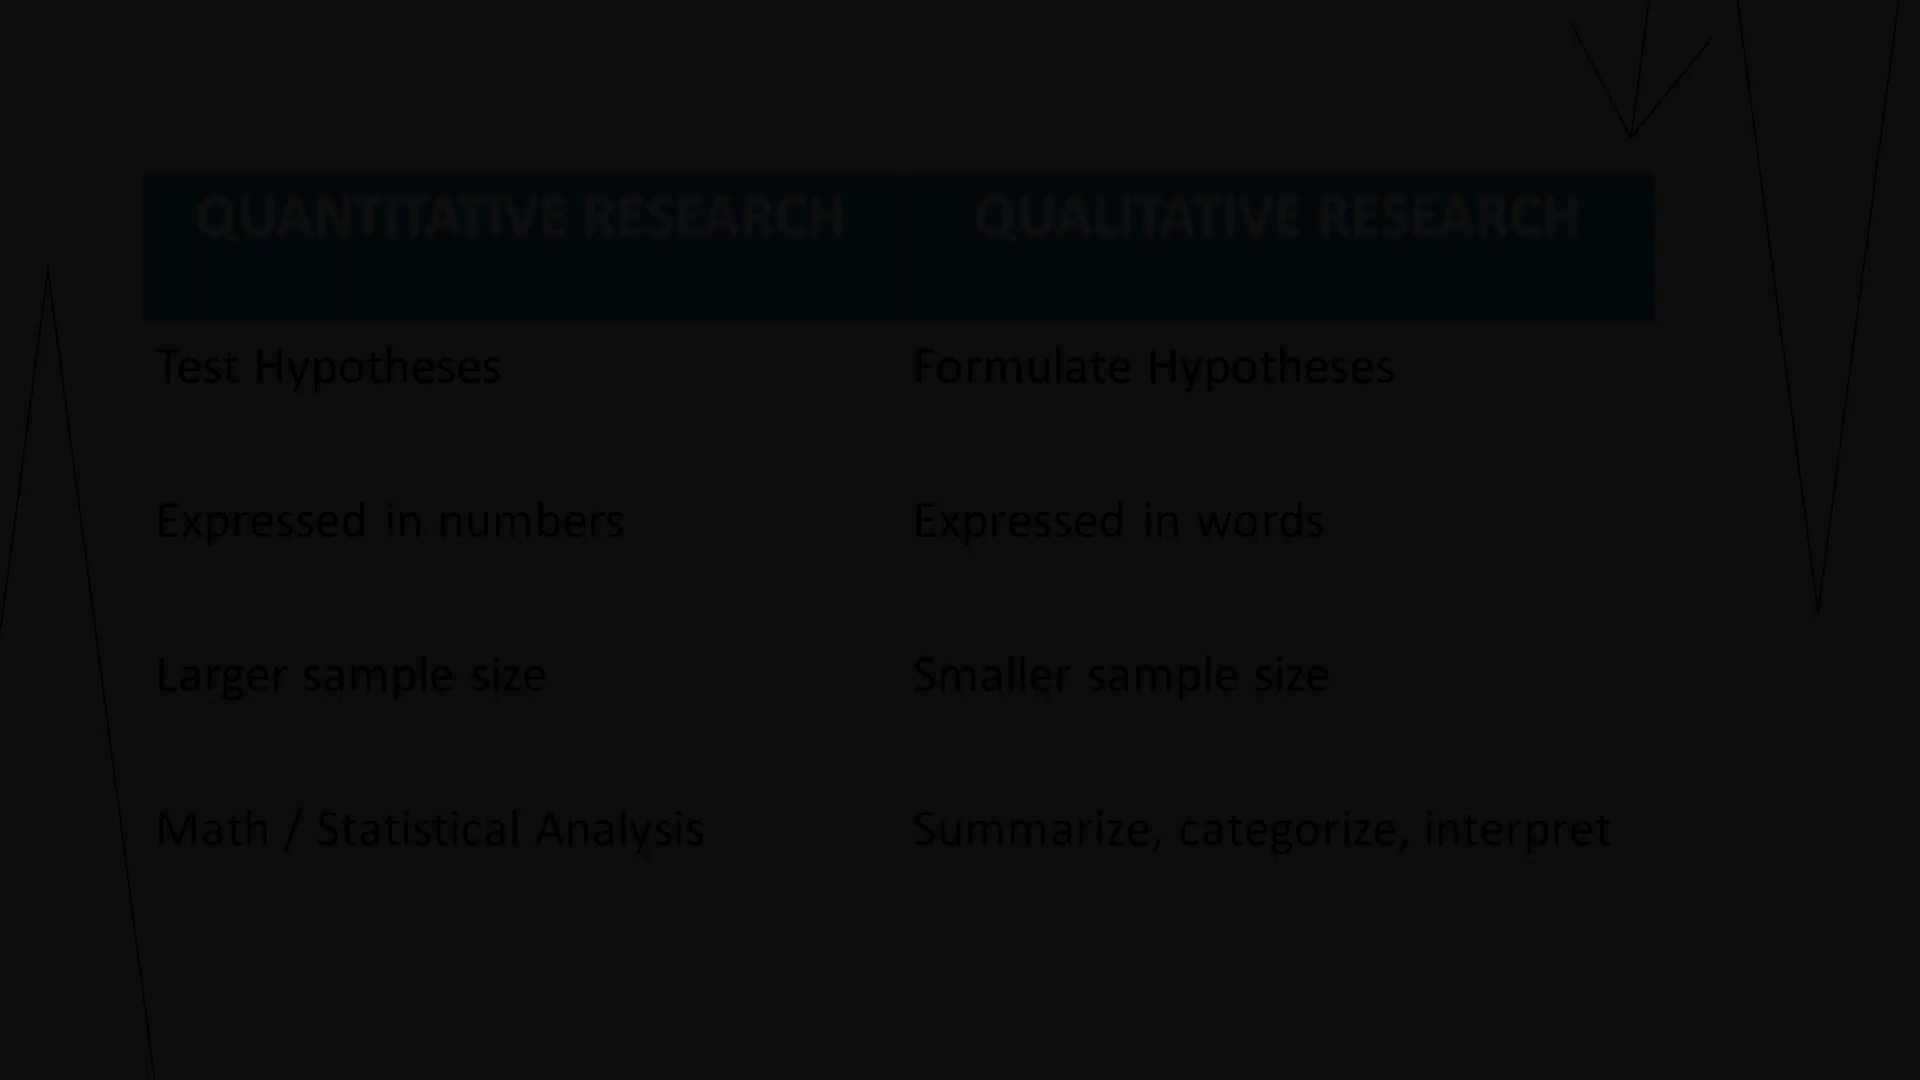 QUANTITATIVE RESEARCH QUALITATIVE RESEARCH
Test Hypotheses Formulate Hypotheses
Expressed in numbers Expressed in words
Larger sample size Smaller sample size
Math / Statistical Analysis Summarize, categorize, interpret